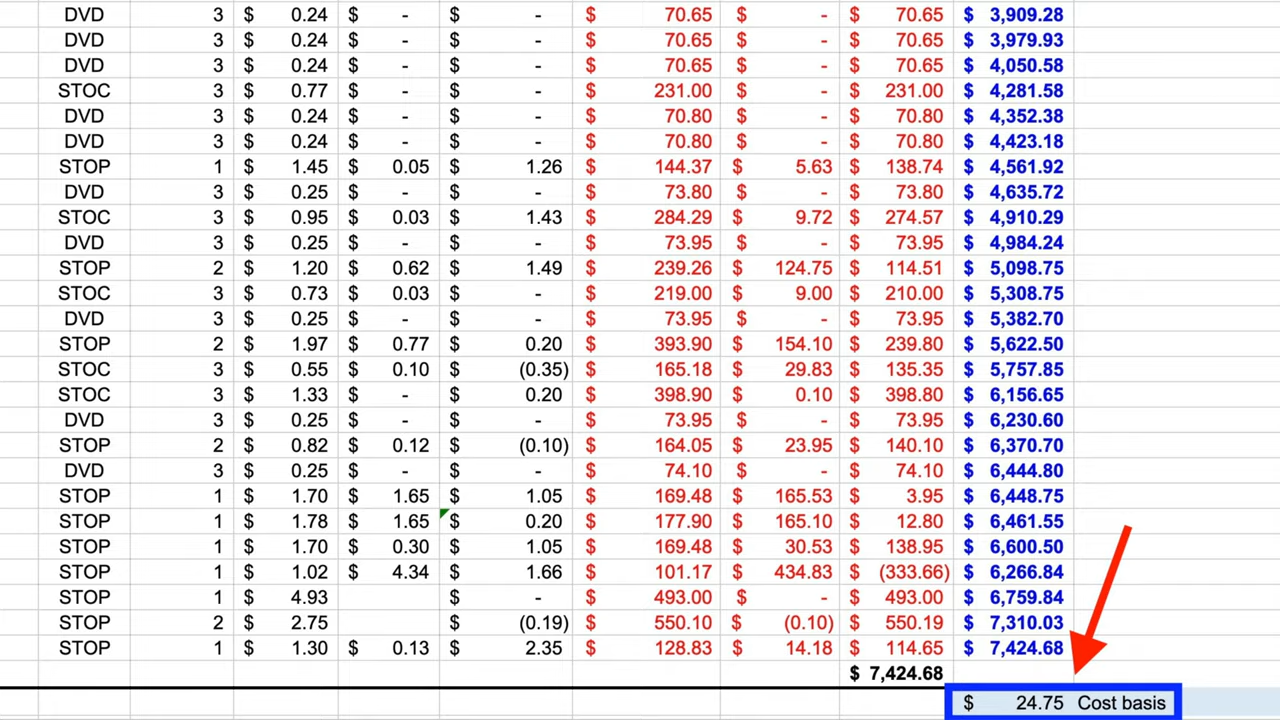 DVD 3 $ 0.24 $ - $ - $ 70.65 $ - $ 70.65 $ 3,909.28
DVD 3 $ 0.24 $ - $ - $ 70.65 $ - $ 70.65 $ 3,979.93
DVD 3 $ 0.24 $ - $ - $ 70.65 $ - $ 70.65 $ 4,050.58
STOC 3 $ 0.77 $ - $ - $ 231.00 $ - $ 231.00 $ 4,281.58
DVD 3 $ 0.24 $ - $ - $ 70.80 $ - $ 70.80 $ 4,352.38
DVD 3 $ 0.24 $ - $ - $ 70.80 $ - $ 70.80 $ 4,423.18
STOP 1 $ 1.45 $ 0.05 $ 1.26 $ 144.37 $ 5.63 $ 138.74 $ 4,561.92
DVD 3 $ 0.25 $ - $ - $ 73.80 $ - $ 73.80 $ 4,635.72
STOC 3 $ 0.95 $ 0.03 $ 1.43 $ 284.29 $ 9.72 $ 274.57 $ 4,910.29
DVD 3 $ 0.25 $ - $ - $ 73.95 $ - $ 73.95 $ 4,984.24
STOP 2 $ 1.20 $ 0.62 $ 1.49 $ 239.26 $ 124.75 $ 114.51 $ 5,098.75
STOC 3 $ 0.73 $ 0.03 $ - $ 219.00 $ 9.00 $ 210.00 $ 5,308.75
DVD 3 $ 0.25 $ - $ - $ 73.95 $ - $ 73.95 $ 5,382.70
STOP 2 $ 1.97 $ 0.77 $ 0.20 $ 393.90 $ 154.10 $ 239.80 $ 5,622.50
STOC 3 $ 0.55 $ 0.10 $ (0.35) $ 165.18 $ 29.83 $ 135.35 $ 5,757.85
STOC 3 $ 1.33 $ - $ 0.20 $ 398.90 $ 0.10 $ 398.80 $ 6,156.65
DVD 3 $ 0.25 $ - $ - $ 73.95 $ - $ 73.95 $ 6,230.60
STOP 2 $ 0.82 $ 0.12 $ (0.10) $ 164.05 $ 23.95 $ 140.10 $ 6,370.70
DVD 3 $ 0.25 $ - $ - $ 74.10 $ - $ 74.10 $ 6,444.80
STOP 1 $ 1.70 $ 1.65 $ 1.05 $ 169.48 $ 165.53 $ 3.95 $ 6,448.75
STOP 1 $ 1.78 $ 1.65 $ 0.20 $ 177.90 $ 165.10 $ 12.80 $ 6,461.55
STOP 1 $ 1.70 $ 0.30 $ 1.05 $ 169.48 $ 30.53 $ 138.95 $ 6,600.50
STOP 1 $ 1.02 $ 4.34 $ 1.66 $ 101.17 $ 434.83 $ (333.66) $ 6,266.84
STOP 1 $ 4.93 $ - $ 493.00 $ - $ 493.00 $ 6,759.84
STOP 2 $ 2.75 $ (0.19) $ 550.10 $ (0.10) $ 550.19 $ 7,310.03
STOP 1 $ 1.30 $ 0.13 $ 2.35 $ 128.83 $ 14.18 $ 114.65 $ 7,424.68
$ 7,424.68
$ 24.75 Cost basis